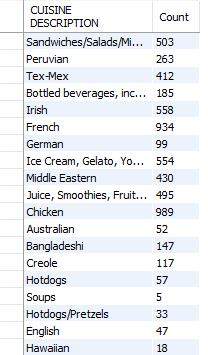 CUISINE
DESCRIPTION Count
Sandwiches/Salads/Mi... 503
Peruvian 263
Tex-Mex 412
Bottled beverages, inc... 185
Irish 558
French 934
German 99
Ice Cream, Gelato, Yo... 554
Middle Eastern 430
Juice, Smoothies, Fruit... 495
Chicken 989
Australian 52
Bangladeshi 147
Creole 117
Hotdogs 57
Soups 5
Hotdogs/Pretzels 33
English 47
Hawaiian 18